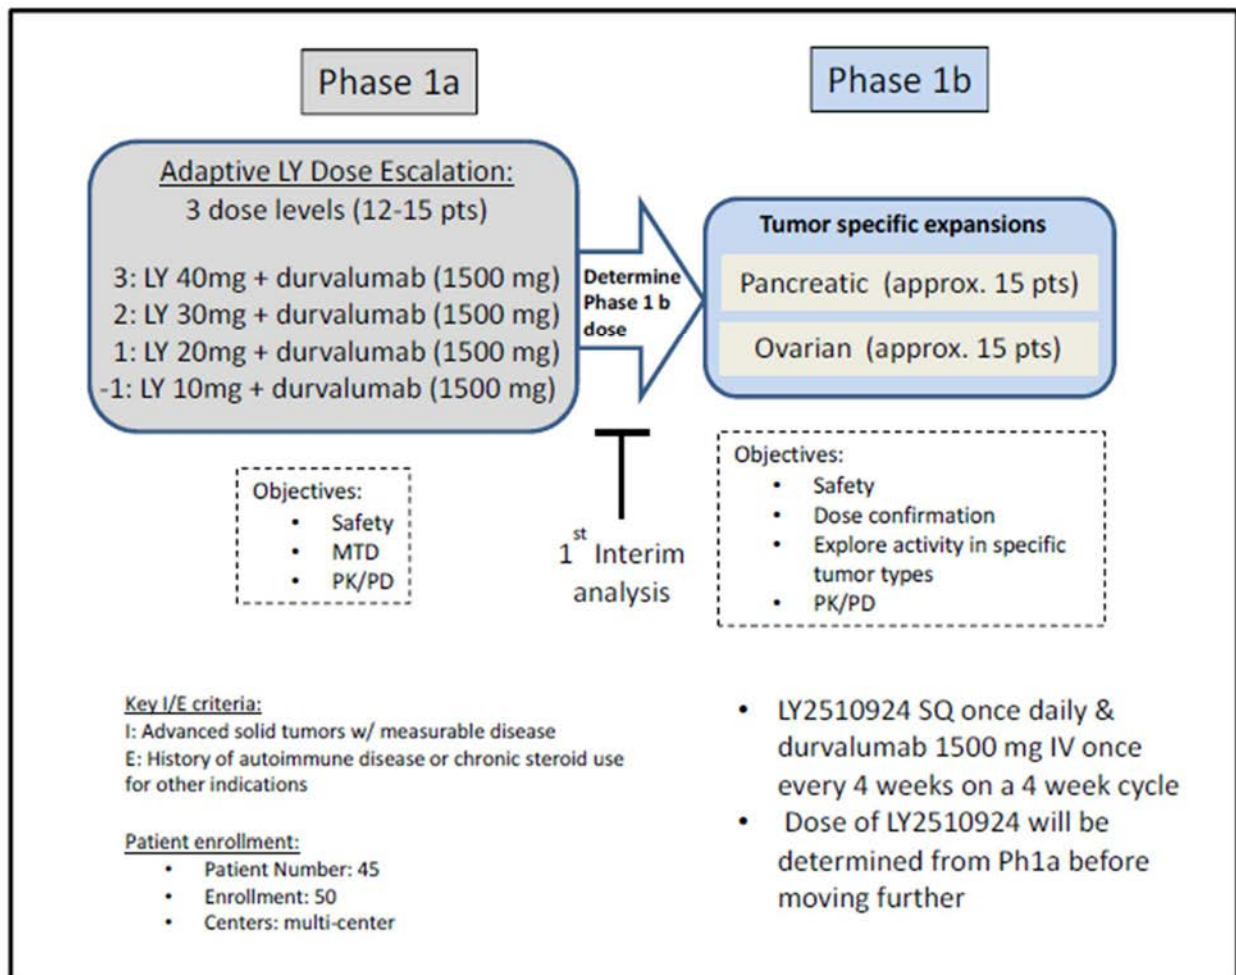 Phase 1a
Adaptive LY Dose Escalation:
3 dose levels (12-15 pts)
3: LY 40mg + durvalumab (1500 mg)
2: LY 30mg + durvalumab (1500 mg)
1: LY 20mg + durvalumab (1500 mg)
-1: LY 10mg + durvalumab (1500 mg)
Determine
Phase 1 b
dose
Phase 1b
Tumor specific expansions
Pancreatic (approx. 15 pts)
Ovarian (approx. 15 pts)
Objectives:
• Safety
• MTD
• PK/PD
1st Interim
analysis
Objectives:
• Safety
• Dose confirmation
• Explore activity in specific
tumor types
• PK/PD
Key I/E criteria:
I: Advanced solid tumors w/ measurable disease
E: History of autoimmune disease or chronic steroid use
for other indications
Patient enrollment:
• Patient Number: 45
• Enrollment: 50
• Centers: multi-center
• LY2510924 SQ once daily &
durvalumab 1500 mg IV once
every 4 weeks on a 4 week cycle
• Dose of LY2510924 will be
determined from Ph1a before
moving further